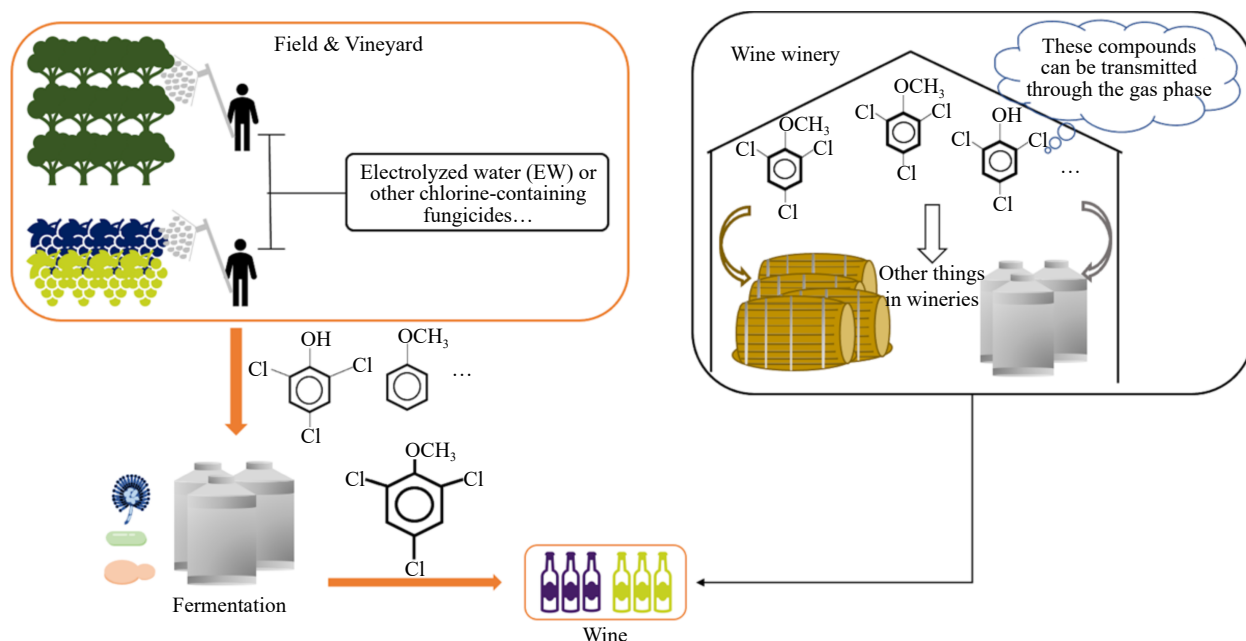 Field & Vineyard
Electrolyzed water (EW) or
other chlorine-containing
fungicides…
OH
Cl
Cl
Cl
OCH₃
…
Fermentation
OCH₃
Cl
Cl
Cl
Wine
Wine winery
These compounds
can be transmitted
through the gas phase
OCH₃
Cl
Cl
Cl
OCH₃
Cl
Cl
Cl
OH
Cl
Cl
Cl
…
Other things
in wineries